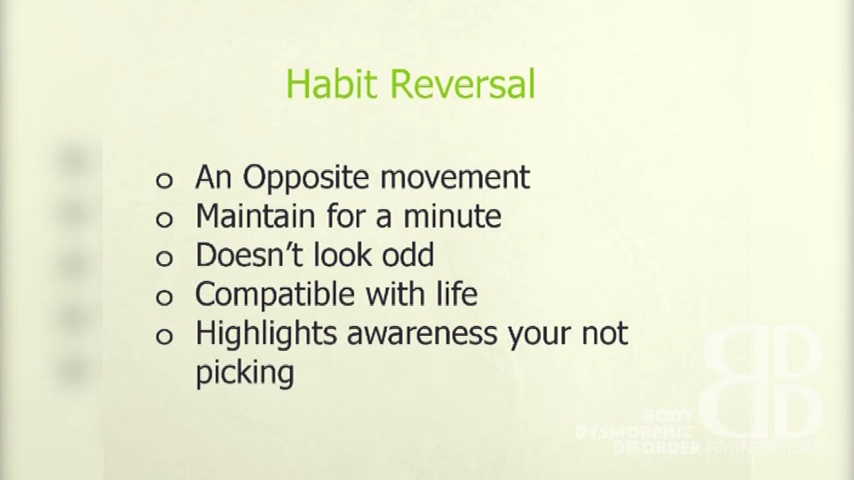 Habit Reversal
o An Opposite movement
o Maintain for a minute
o Doesn't look odd
o Compatible with life
o Highlights awareness your not
picking
BODY
DYSMORPHIC
DISORDER FOUNDATION